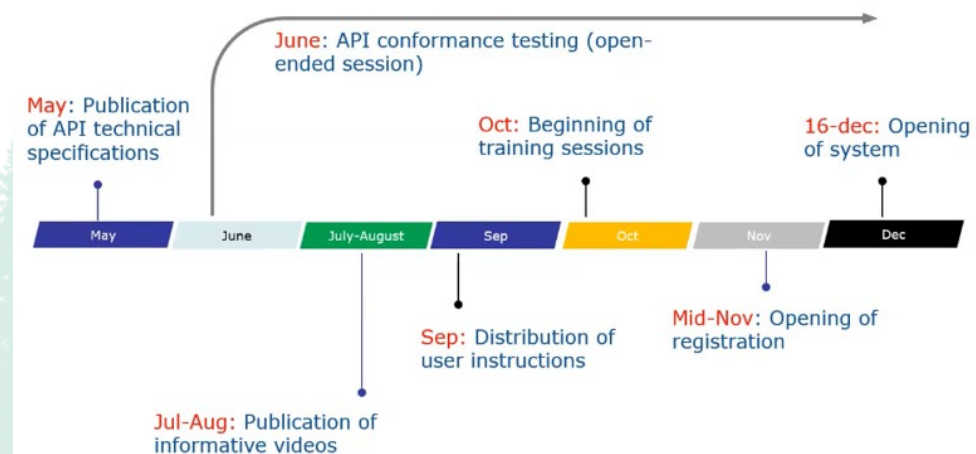 June: API conformance testing (open-
ended session)
May: Publication
of API technical
specifications
Oct: Beginning of
training sessions
16-dec: Opening
of system
May
June
July-August
Sep
Oct
Nov
Dec
Sep: Distribution of
user instructions
Mid-Nov: Opening of
registration
Jul-Aug: Publication of
informative videos